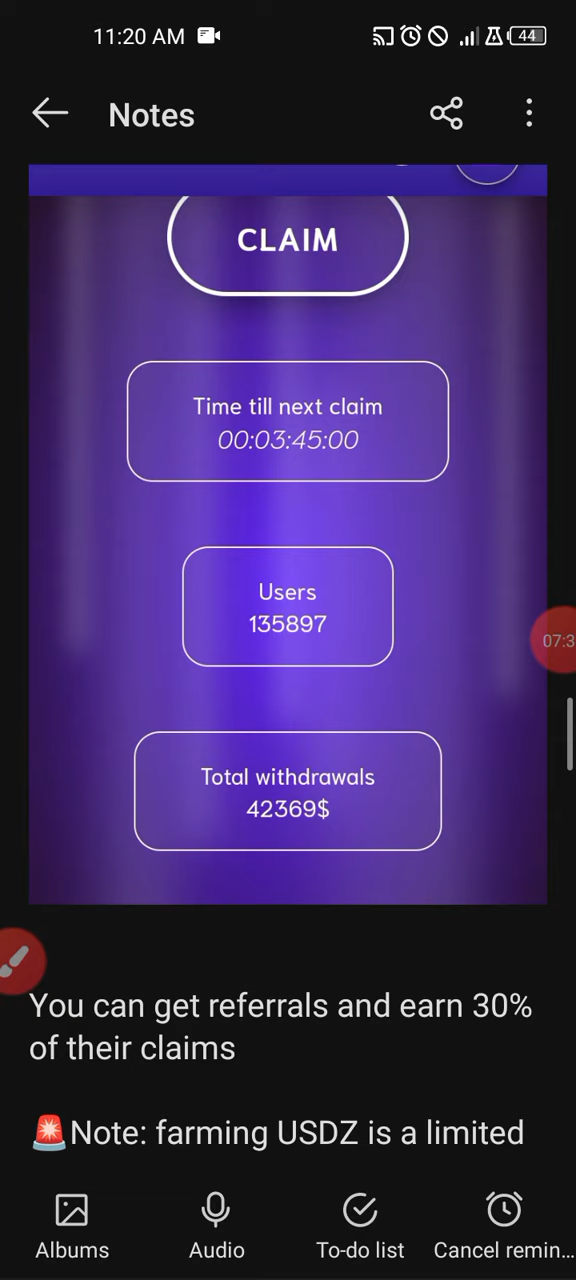 11:20 AM
44
Notes
CLAIM
Time till next claim
00:03:45:00
Users
135897
07:3
Total withdrawals
42369$
You can get referrals and earn 30%
of their claims
🚨Note: farming USDZ is a limited
Albums
Audio
To-do list
Cancel remin...